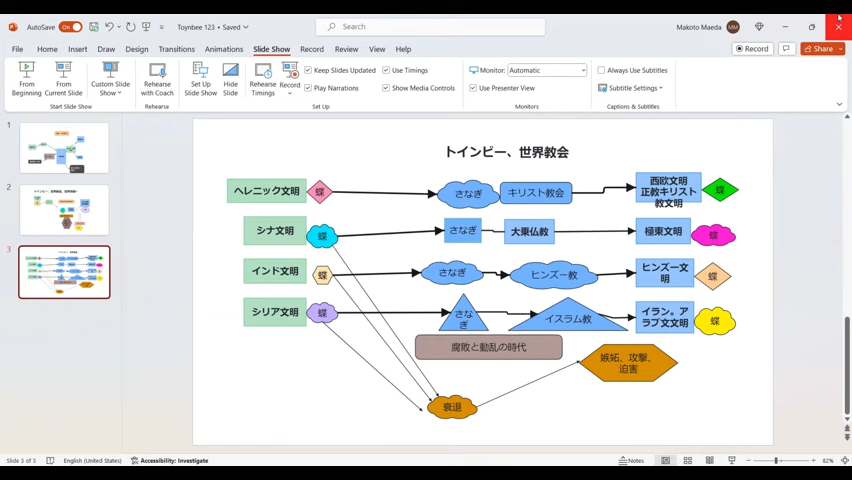 AutoSave On Toynbee 123 • Saved Search Makoto Maeda MM
File Home Insert Draw Design Transitions Animations Slide Show Record Review View Help Record Share
From Beginning
From Current Slide
Custom Slide Show
Start Slide Show
Rehearse with Coach
Rehearse
Set Up Slide Show
Hide Slide
Rehearse Timings
Record
Keep Slides Updated
Use Timings
Play Narrations
Show Media Controls
Set Up
Monitor: Automatic
Use Presenter View
Monitors
Always Use Subtitles
Subtitle Settings
Captions & Subtitles
1
2
3
トインビー、世界教会
ヘレニック文明 蝶 さなぎ キリスト教会
西欧文明
正教キリスト
教文明
蝶
シナ文明 蝶 さなぎ 大乗仏教 極東文明 蝶
インド文明 蝶 さなぎ ヒンズー教
ヒンズー文
明
蝶
シリア文明 蝶
さな
ぎ
イスラム教
イラン。ア
ラブ文文明
蝶
腐敗と動乱の時代
嫉妬、攻撃、
迫害
衰退
Slide 3 of 3 English (United States) Accessibility: Investigate Notes 82%